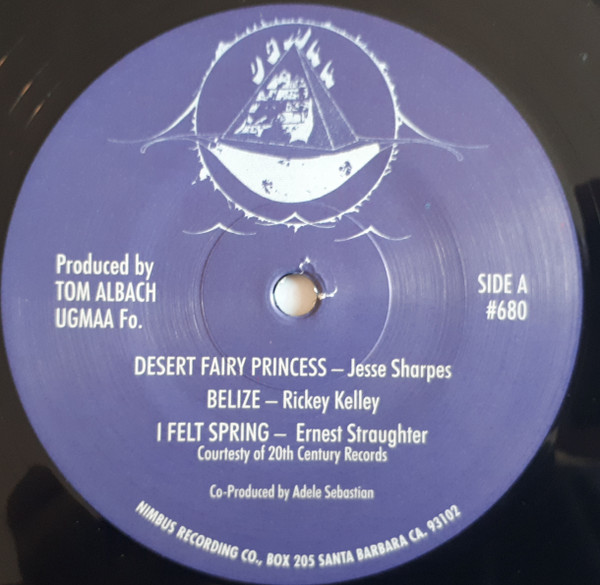 Produced by
TOM ALBACH
UGMAA Fo.
SIDE A
#680
DESERT FAIRY PRINCESS – Jesse Sharpes
BELIZE – Rickey Kelley
I FELT SPRING – Ernest Straughter
Courtesty of 20th Century Records
Co-Produced by Adele Sebastian
NIMBUS RECORDING CO., BOX 205 SANTA BARBARA CA. 93102